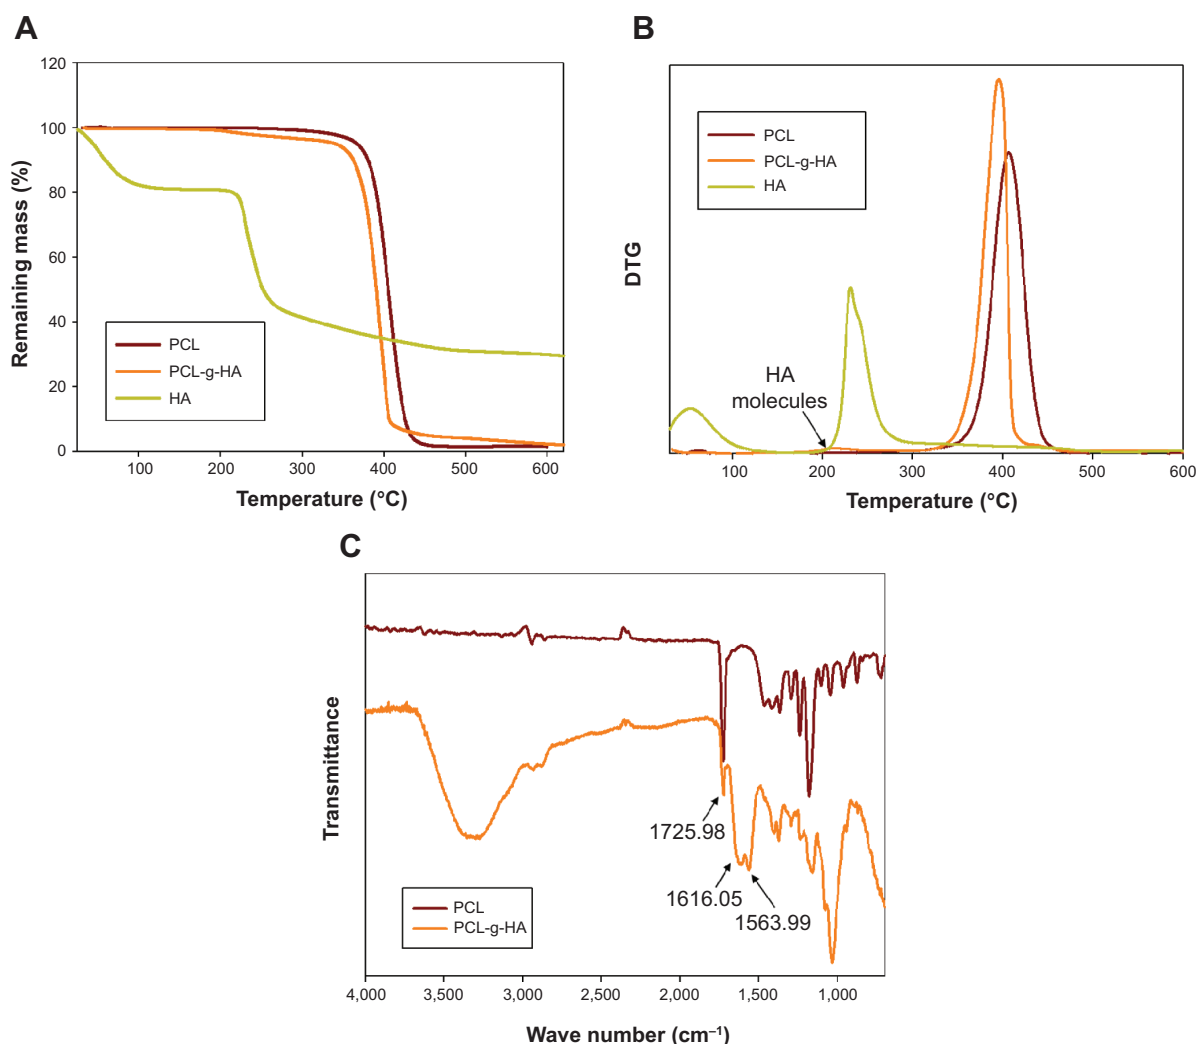 A
120
100
80
60
40
20
0
Remaining mass (%)
PCL
PCL-g-HA
HA
100 200 300 400 500 600
Temperature (°C)
B
DTG
PCL
PCL-g-HA
HA
HA
molecules
100 200 300 400 500 600
Temperature (°C)
C
Transmittance
1725.98
1616.05
1563.99
PCL
PCL-g-HA
4,000 3,500 3,000 2,500 2,000 1,500 1,000
Wave number (cm⁻¹)